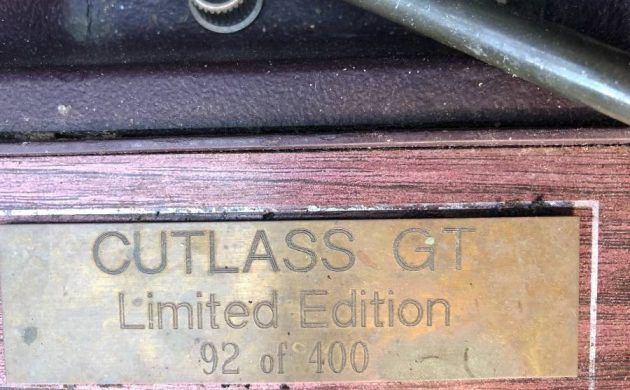 CUTLASS GT
Limited Edition
92 of 400